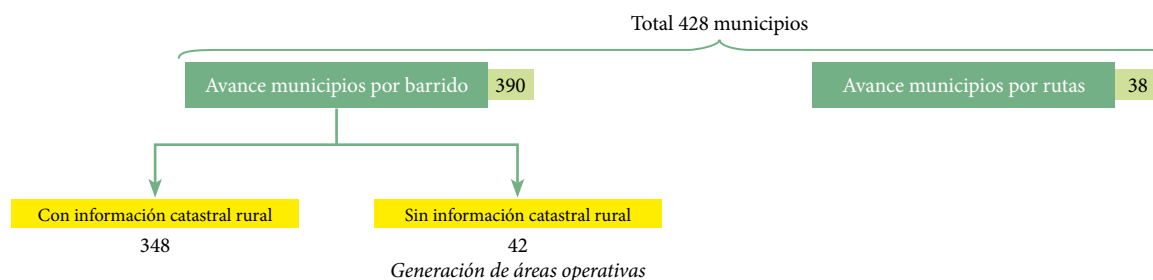 Total 428 municipios
Avance municipios por barrido 390
Avance municipios por rutas 38
Con información catastral rural
348
Sin información catastral rural
42
Generación de áreas operativas